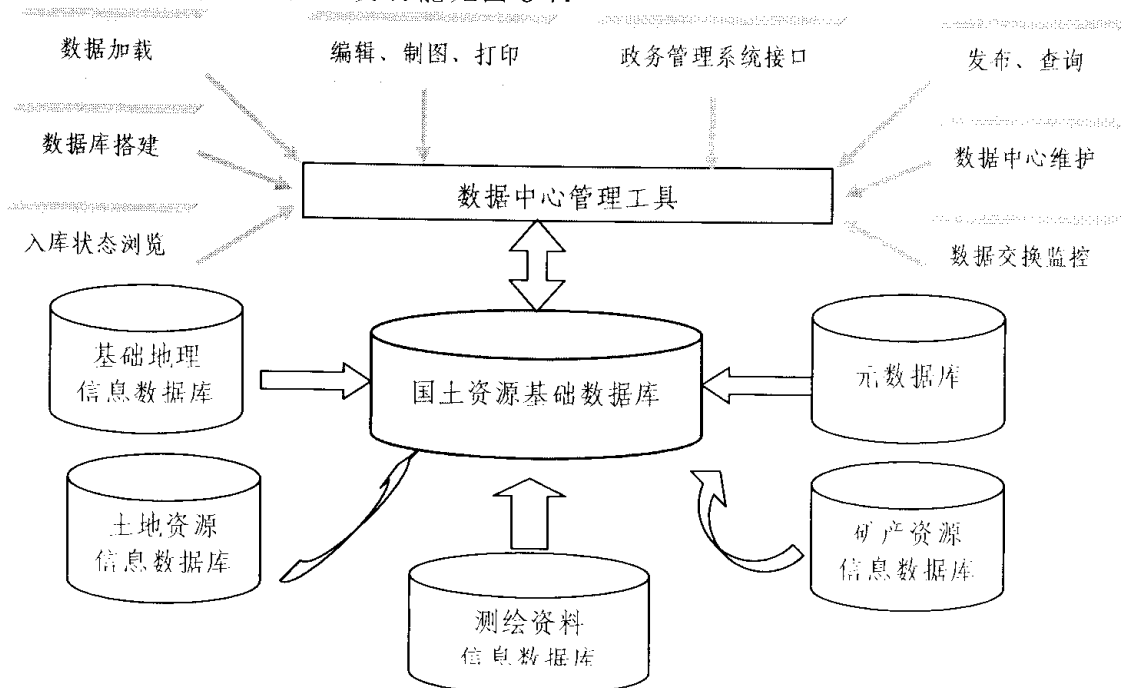 数据加载
编辑、制图、打印
政务管理系统接口
发布、查询
数据库搭建
数据中心维护
数据中心管理工具
入库状态浏览
数据交换监控
基础地理
信息数据库
国土资源基础数据库
元数据库
土地资源
信息数据库
矿产资源
信息数据库
测绘资料
信息数据库